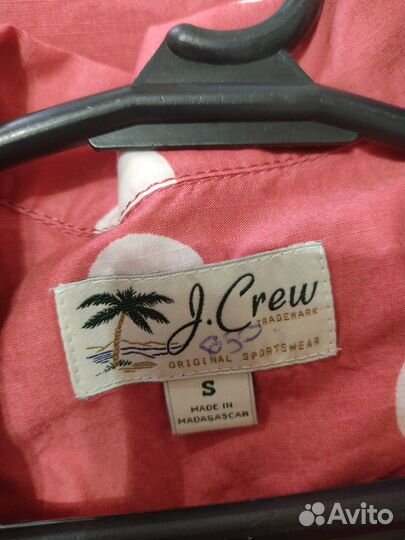 J. Crew
TRADEMARK
ORIGINAL SPORTSWEAR
S
MADE IN
MADAGASCAR
Avito